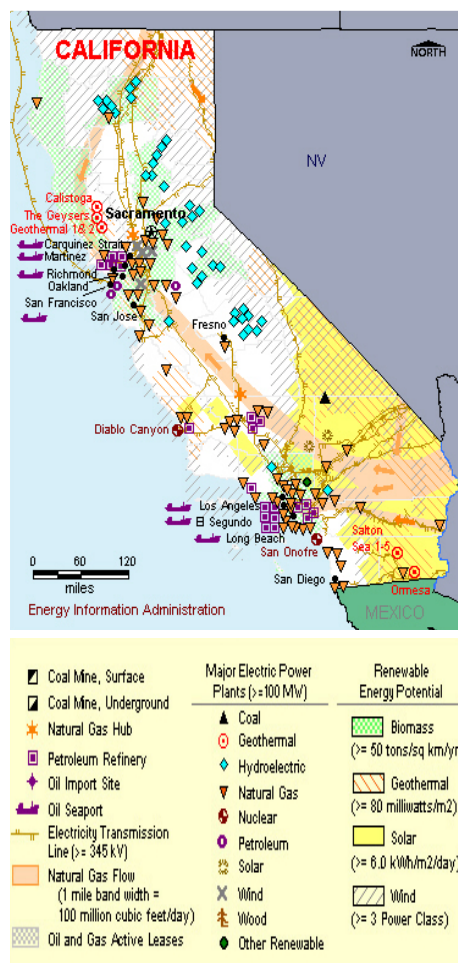 CALIFORNIA
NORTH
NV
Calistoga
The Geysers
Sacramento
Geothermal 1& 2
Carquinez Strait
Martinez
Richmond
Oakland
San Francisco
San Jose
Fresno
Diablo Canyon
Los Angeles
El Segundo
Long Beach
San Onofre
Salton
Sea 1-5
San Diego
Ormesa
MEXICO
0 60 120
miles
Energy Information Administration
Coal Mine, Surface
Coal Mine, Underground
Natural Gas Hub
Petroleum Refinery
Oil Import Site
Oil Seaport
Electricity Transmission
Line (>= 345 kV)
Natural Gas Flow
(1 mile band width =
100 million cubic feet/day)
Oil and Gas Active Leases
Major Electric Power
Plants (>=100 MW)
Coal
Geothermal
Hydroelectric
Natural Gas
Nuclear
Petroleum
Solar
Wind
Wood
Other Renewable
Renewable
Energy Potential
Biomass
(>= 50 tons/sq km/yr
Geothermal
(>= 80 milliwatts/m2)
Solar
(>= 6.0 kWh/m2/day)
Wind
(>= 3 Power Class)